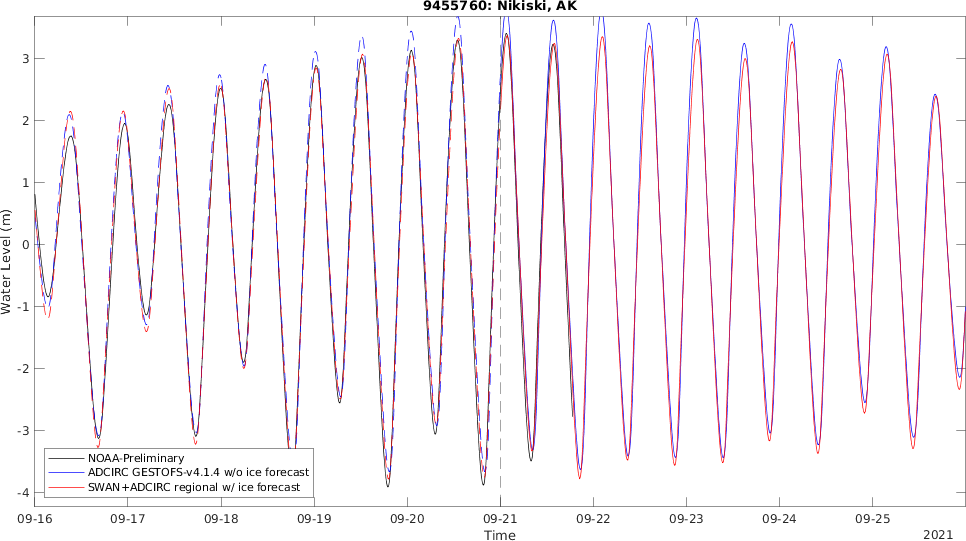 9455760: Nikiski, AK
Water Level (m)
3
2
1
0
-1
-2
-3
-4
NOAA-Preliminary
ADCIRC GESTOFS-v4.1.4 w/o ice forecast
SWAN+ADCIRC regional w/ ice forecast
09-16 09-17 09-18 09-19 09-20 09-21 09-22 09-23 09-24 09-25
Time
2021